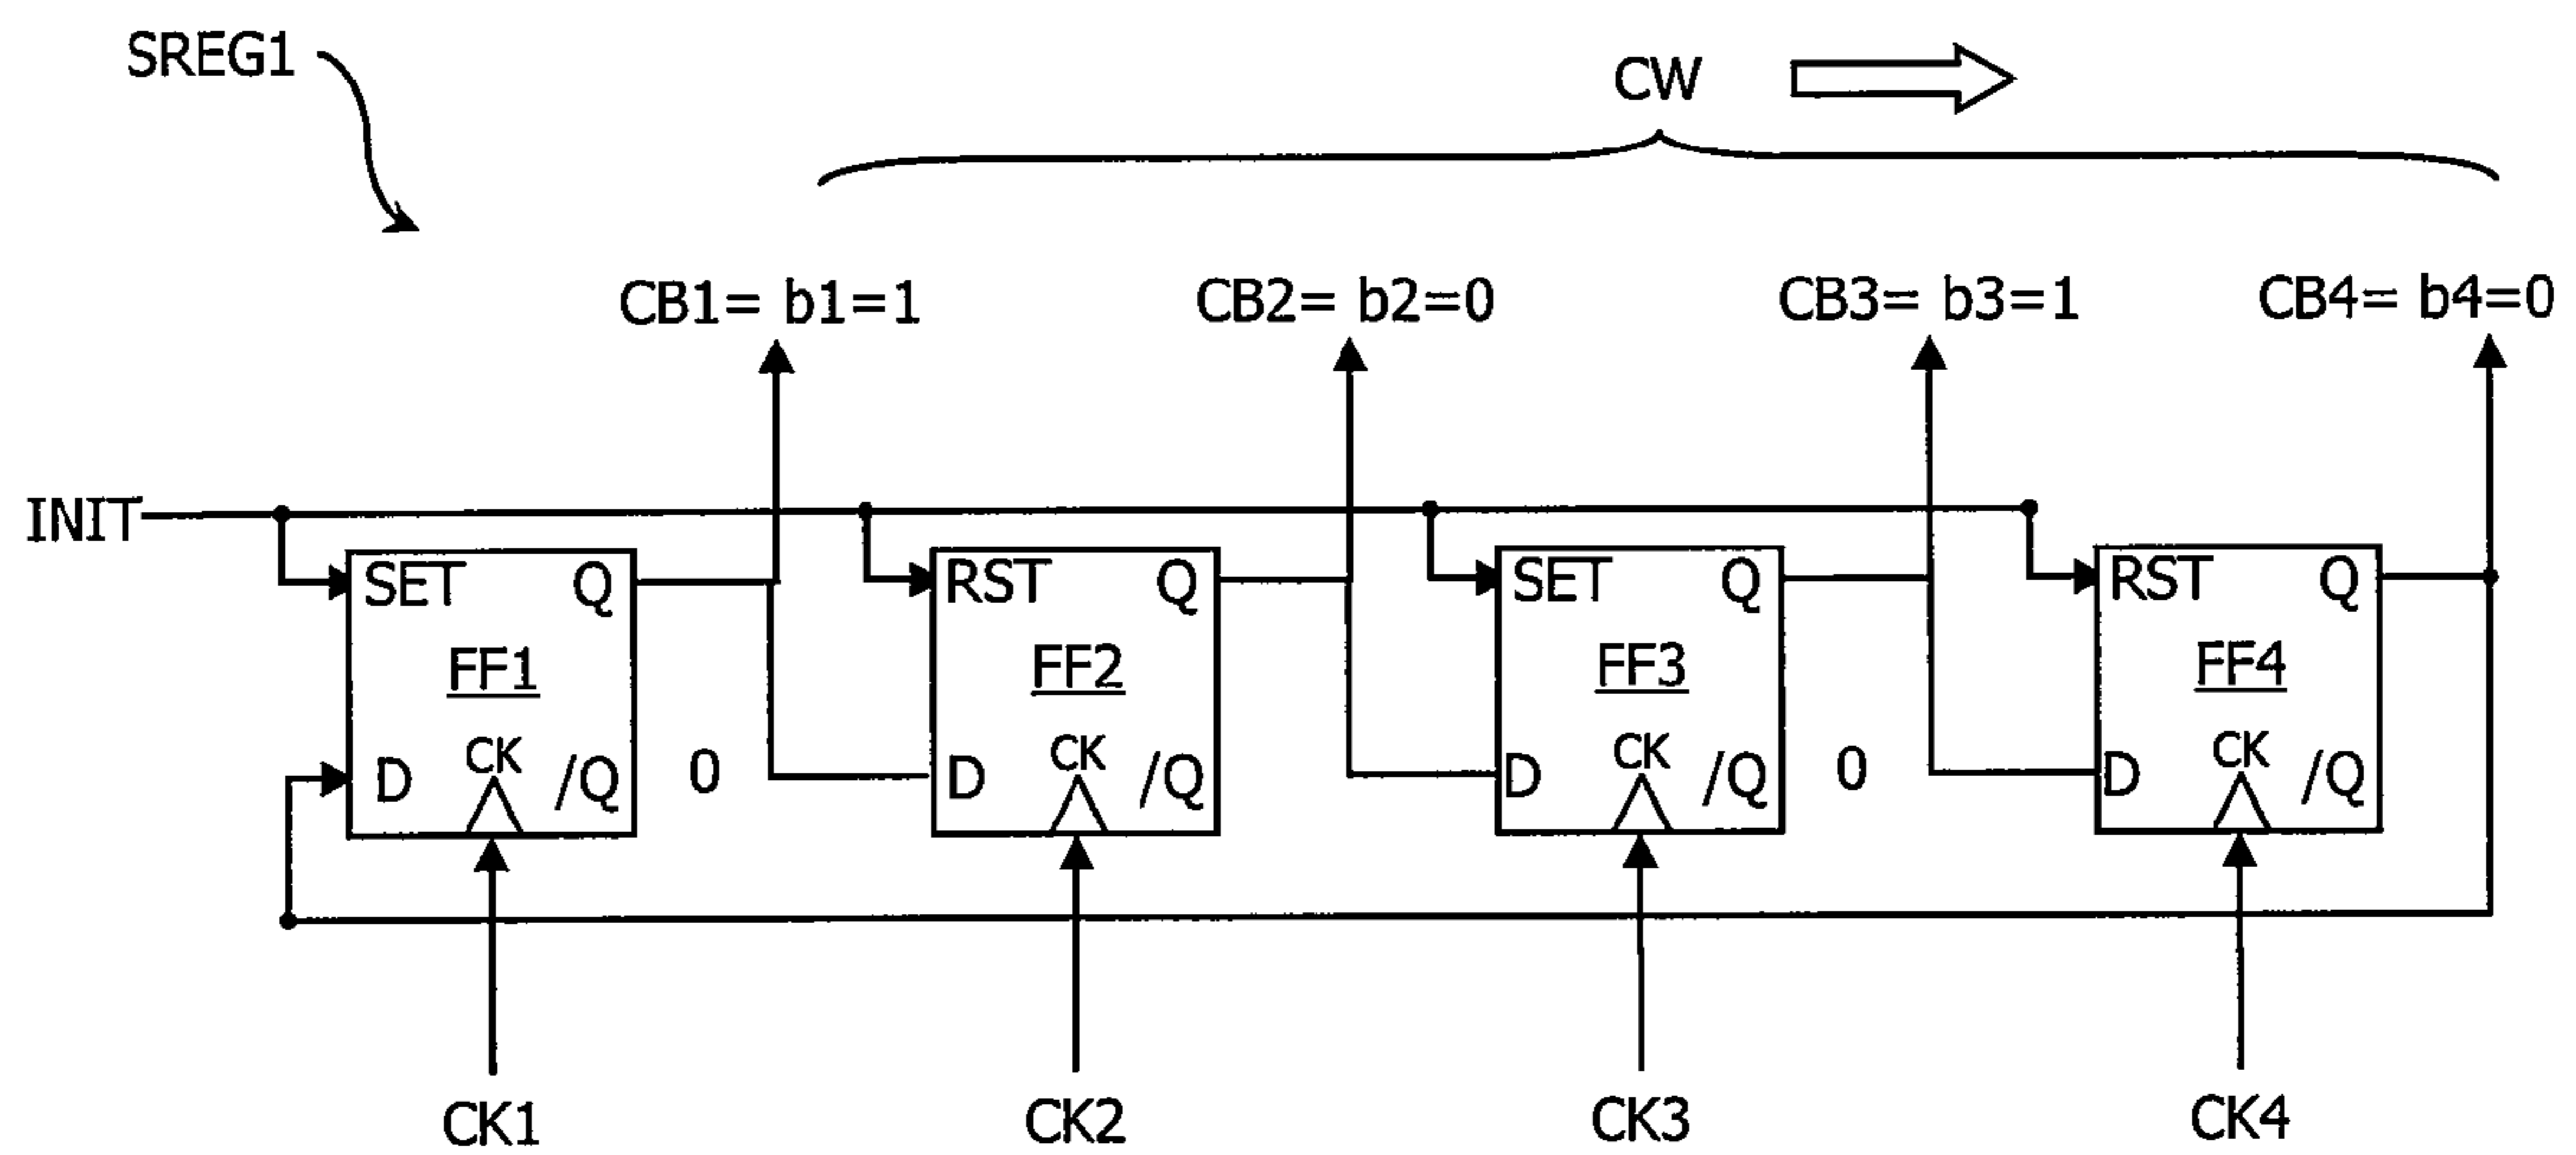 SREG1
CW
CB1= b1=1
CB2= b2=0
CB3= b3=1
CB4= b4=0
INIT
SET Q
RST Q
SET Q
RST Q
FF1
FF2
FF3
FF4
D CK /Q
0
D CK /Q
D CK /Q
0
D CK /Q
CK1
CK2
CK3
CK4